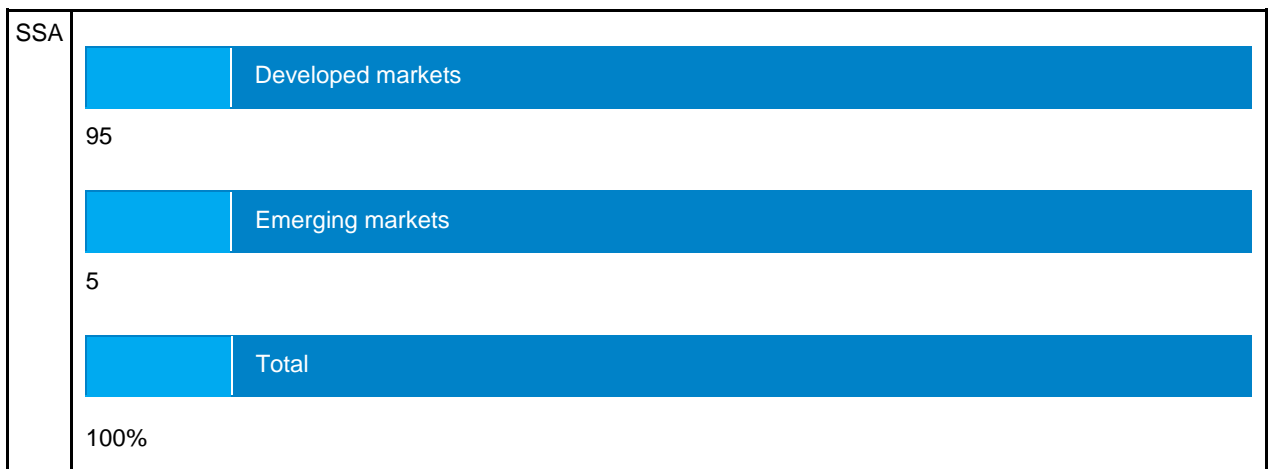 SSA
Developed markets
95
Emerging markets
5
Total
100%